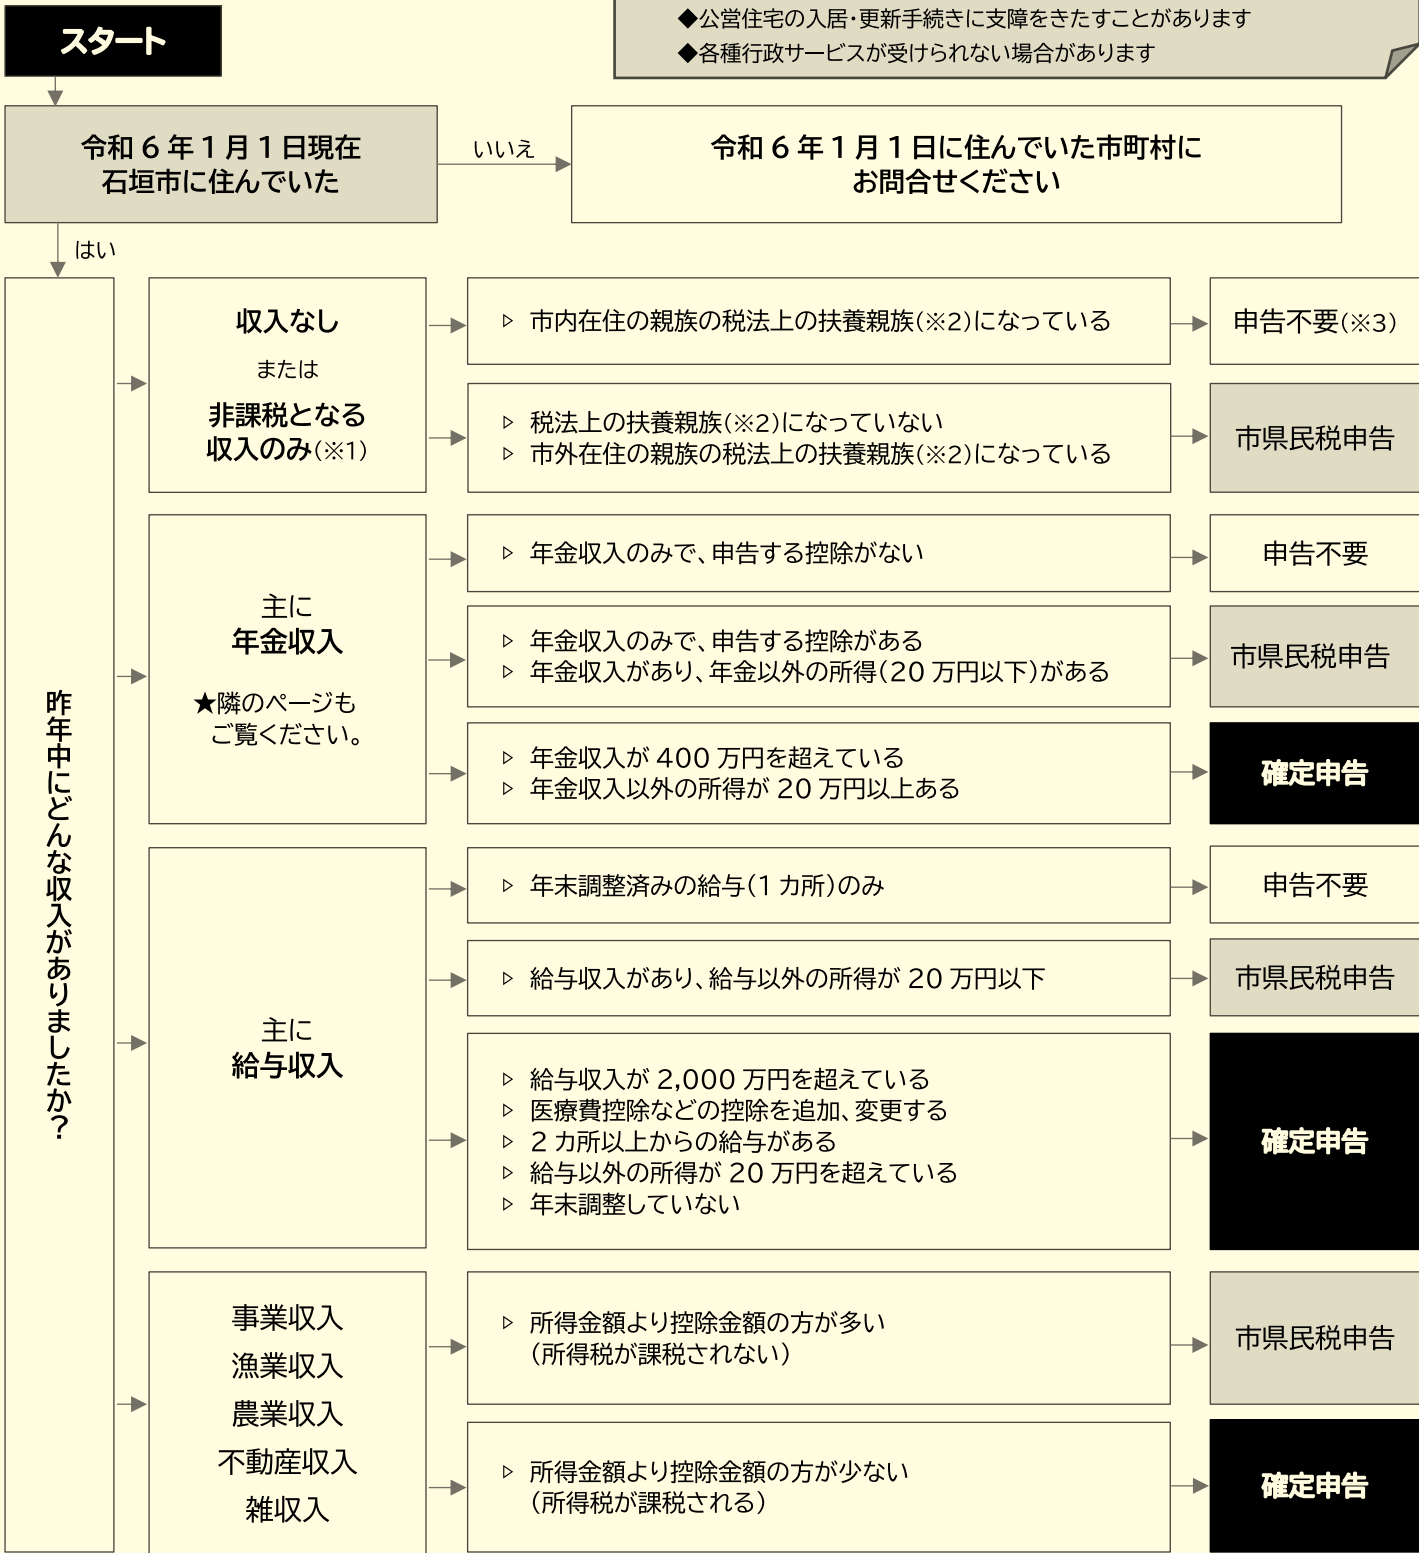 ◆公営住宅の入居・更新手続きに支障をきたすことがあります
◆各種行政サービスが受けられない場合があります
スタート
令和6年1月1日現在
石垣市に住んでいた
いいえ
令和6年1月1日に住んでいた市町村に
お問合せください
はい
昨年中にどんな収入がありましたか？
収入なし
または
非課税となる
収入のみ(※1)
▷ 市内在住の親族の税法上の扶養親族(※2)になっている
申告不要(※3)
▷ 税法上の扶養親族(※2)になっていない
▷ 市外在住の親族の税法上の扶養親族(※2)になっている
市県民税申告
主に
年金収入
★隣のページも
ご覧ください。
▷ 年金収入のみで、申告する控除がない
申告不要
▷ 年金収入のみで、申告する控除がある
▷ 年金収入があり、年金以外の所得(20万円以下)がある
市県民税申告
▷ 年金収入が400万円を超えている
▷ 年金収入以外の所得が20万円以上ある
確定申告
主に
給与収入
▷ 年末調整済みの給与(1カ所)のみ
申告不要
▷ 給与収入があり、給与以外の所得が20万円以下
市県民税申告
▷ 給与収入が2,000万円を超えている
▷ 医療費控除などの控除を追加、変更する
▷ 2カ所以上からの給与がある
▷ 給与以外の所得が20万円を超えている
▷ 年末調整していない
確定申告
事業収入
漁業収入
農業収入
不動産収入
雑収入
▷ 所得金額より控除金額の方が多い
(所得税が課税されない)
市県民税申告
▷ 所得金額より控除金額の方が少ない
(所得税が課税される)
確定申告